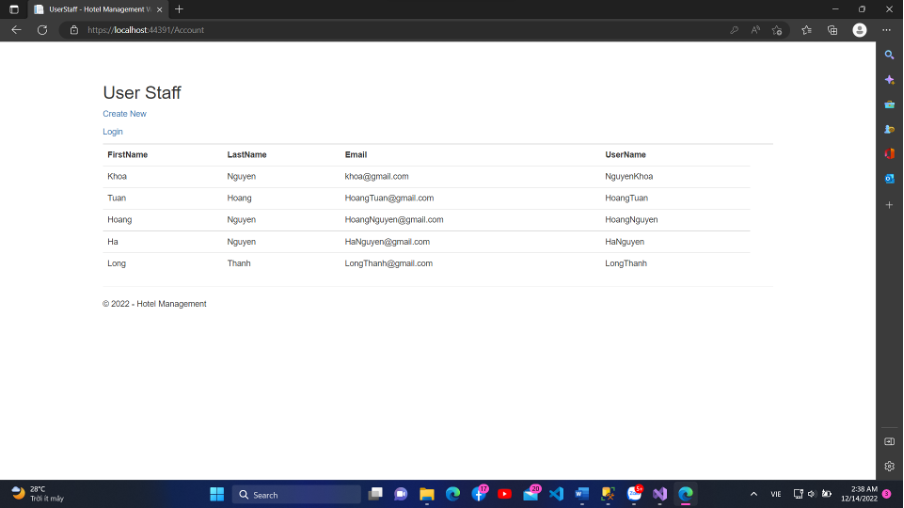 UserStaff - Hotel Management W
https://localhost:44391/Account
User Staff
Create New
Login
FirstName LastName Email UserName
Khoa Nguyen khoa@gmail.com NguyenKhoa
Tuan Hoang HoangTuan@gmail.com HoangTuan
Hoang Nguyen HoangNguyen@gmail.com HoangNguyen
Ha Nguyen HaNguyen@gmail.com HaNguyen
Long Thanh LongThanh@gmail.com LongThanh
© 2022 - Hotel Management
28°C
Trời ít mây
Search
17
20
5+
VIE
2:38 AM
12/14/2022
3